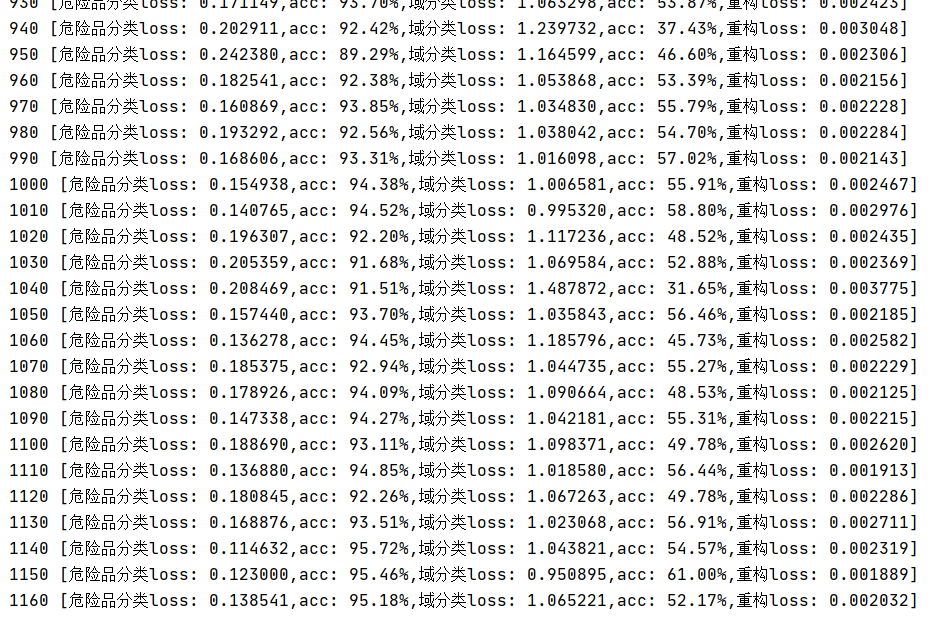 930 [危险品分类loss: 0.171149,acc: 93.70%,域分类loss: 1.063298,acc: 53.87%,重构loss: 0.002423]
940 [危险品分类loss: 0.202911,acc: 92.42%,域分类loss: 1.239732,acc: 37.43%,重构loss: 0.003048]
950 [危险品分类loss: 0.242380,acc: 89.29%,域分类loss: 1.164599,acc: 46.60%,重构loss: 0.002306]
960 [危险品分类loss: 0.182541,acc: 92.38%,域分类loss: 1.053868,acc: 53.39%,重构loss: 0.002156]
970 [危险品分类loss: 0.160869,acc: 93.85%,域分类loss: 1.034830,acc: 55.79%,重构loss: 0.002228]
980 [危险品分类loss: 0.193292,acc: 92.56%,域分类loss: 1.038042,acc: 54.70%,重构loss: 0.002284]
990 [危险品分类loss: 0.168606,acc: 93.31%,域分类loss: 1.016098,acc: 57.02%,重构loss: 0.002143]
1000 [危险品分类loss: 0.154938,acc: 94.38%,域分类loss: 1.006581,acc: 55.91%,重构loss: 0.002467]
1010 [危险品分类loss: 0.140765,acc: 94.52%,域分类loss: 0.995320,acc: 58.80%,重构loss: 0.002976]
1020 [危险品分类loss: 0.196307,acc: 92.20%,域分类loss: 1.117236,acc: 48.52%,重构loss: 0.002435]
1030 [危险品分类loss: 0.205359,acc: 91.68%,域分类loss: 1.069584,acc: 52.88%,重构loss: 0.002369]
1040 [危险品分类loss: 0.208469,acc: 91.51%,域分类loss: 1.487872,acc: 31.65%,重构loss: 0.003775]
1050 [危险品分类loss: 0.157440,acc: 93.70%,域分类loss: 1.035843,acc: 56.46%,重构loss: 0.002185]
1060 [危险品分类loss: 0.136278,acc: 94.45%,域分类loss: 1.185796,acc: 45.73%,重构loss: 0.002582]
1070 [危险品分类loss: 0.185375,acc: 92.94%,域分类loss: 1.044735,acc: 55.27%,重构loss: 0.002229]
1080 [危险品分类loss: 0.178926,acc: 94.09%,域分类loss: 1.090664,acc: 48.53%,重构loss: 0.002125]
1090 [危险品分类loss: 0.147338,acc: 94.27%,域分类loss: 1.042181,acc: 55.31%,重构loss: 0.002215]
1100 [危险品分类loss: 0.188690,acc: 93.11%,域分类loss: 1.098371,acc: 49.78%,重构loss: 0.002620]
1110 [危险品分类loss: 0.136880,acc: 94.85%,域分类loss: 1.018580,acc: 56.44%,重构loss: 0.001913]
1120 [危险品分类loss: 0.180845,acc: 92.26%,域分类loss: 1.067263,acc: 49.78%,重构loss: 0.002286]
1130 [危险品分类loss: 0.168876,acc: 93.51%,域分类loss: 1.023068,acc: 56.91%,重构loss: 0.002711]
1140 [危险品分类loss: 0.114632,acc: 95.72%,域分类loss: 1.043821,acc: 54.57%,重构loss: 0.002319]
1150 [危险品分类loss: 0.123000,acc: 95.46%,域分类loss: 0.950895,acc: 61.00%,重构loss: 0.001889]
1160 [危险品分类loss: 0.138541,acc: 95.18%,域分类loss: 1.065221,acc: 52.17%,重构loss: 0.002032]